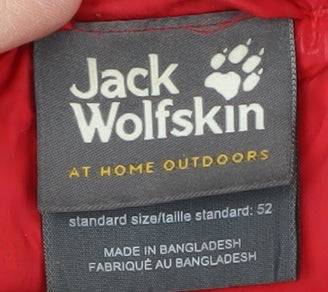 Jack
Wolfskin
AT HOME OUTDOORS
standard size/taille standard: 52
MADE IN BANGLADESH
FABRIQUÉ AU BANGLADESH